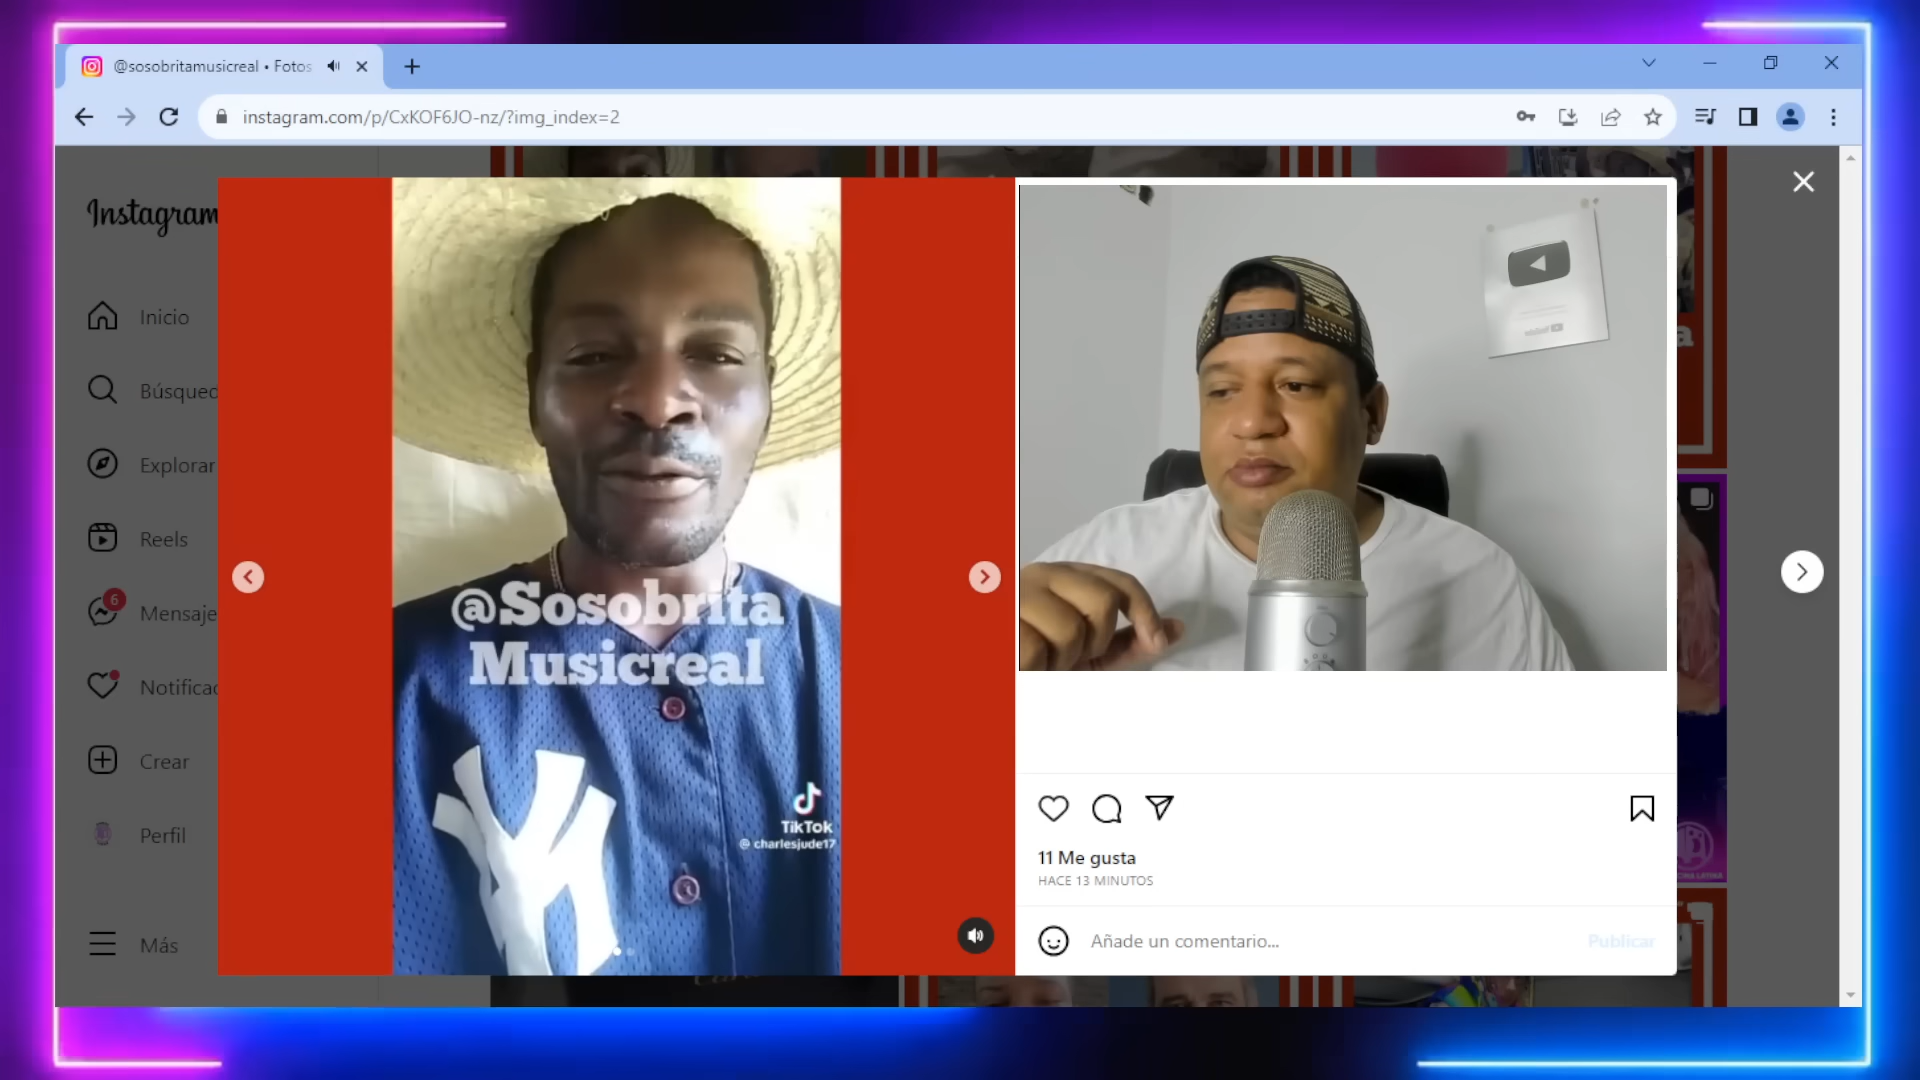 @sosobritamusicreal • Fotos
instagram.com/p/CxKOF6JO-nz/?img_index=2
Instagram
Inicio
Búsqued
Explorar
Reels
6
Mensaje
Notificac
Crear
Perfil
Más
@Sosobrita
Musicreal
TikTok
@ charlesjude17
11 Me gusta
HACE 13 MINUTOS
Añade un comentario...
Publicar